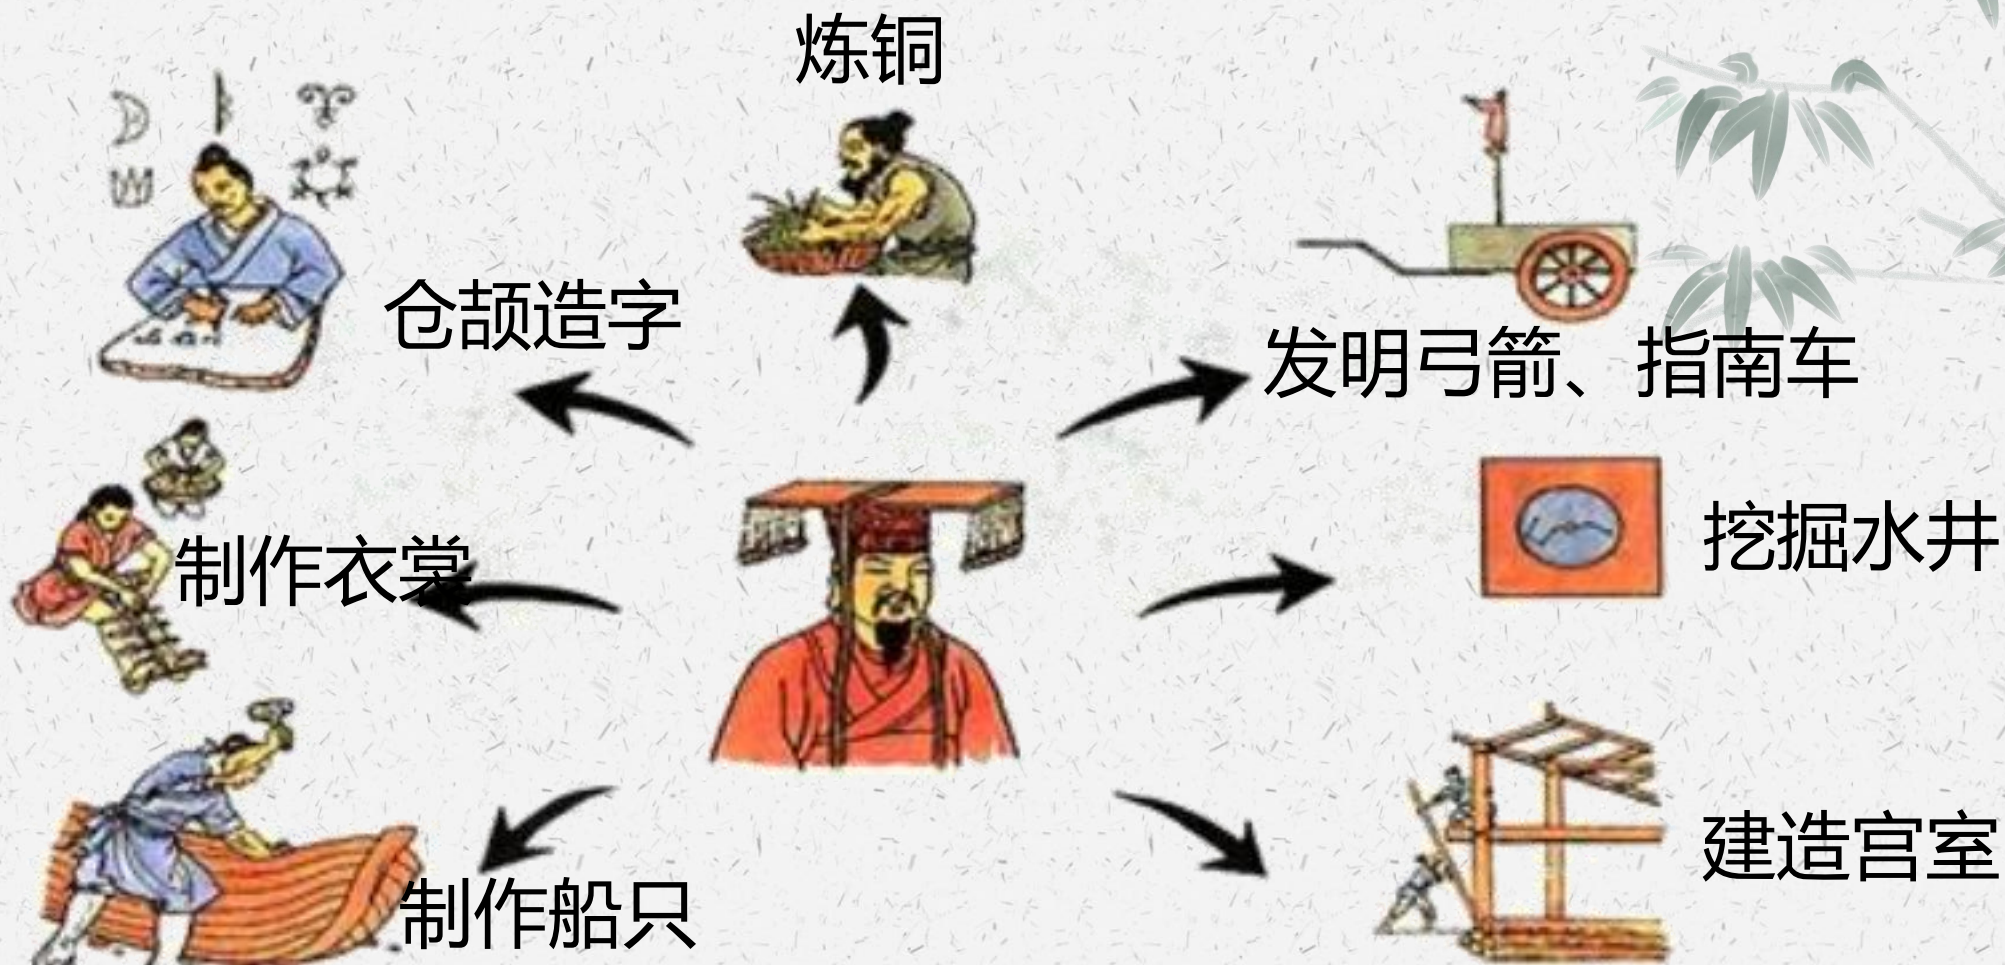 炼铜
仓颉造字
发明弓箭、指南车
制作衣裳
挖掘水井
建造宫室
制作船只